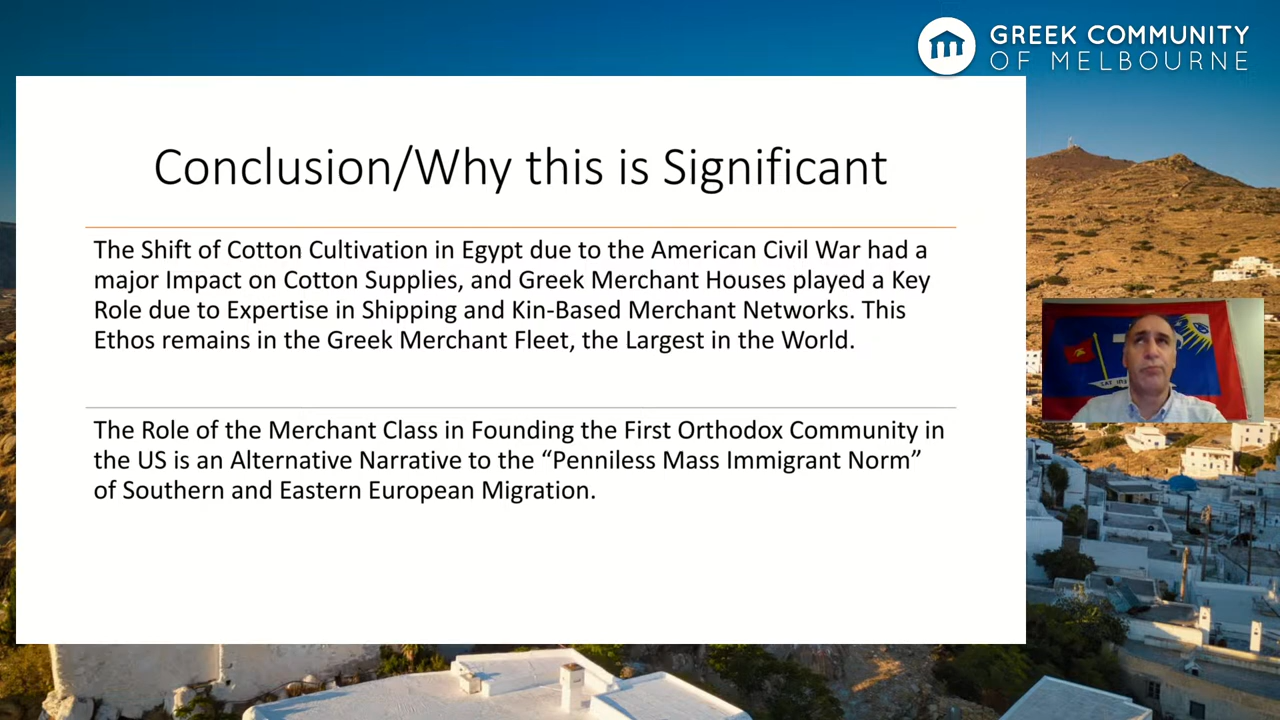 GREEK COMMUNITY
OF MELBOURNE
Conclusion/Why this is Significant
The Shift of Cotton Cultivation in Egypt due to the American Civil War had a
major Impact on Cotton Supplies, and Greek Merchant Houses played a Key
Role due to Expertise in Shipping and Kin-Based Merchant Networks. This
Ethos remains in the Greek Merchant Fleet, the Largest in the World.
The Role of the Merchant Class in Founding the First Orthodox Community in
the US is an Alternative Narrative to the “Penniless Mass Immigrant Norm”
of Southern and Eastern European Migration.